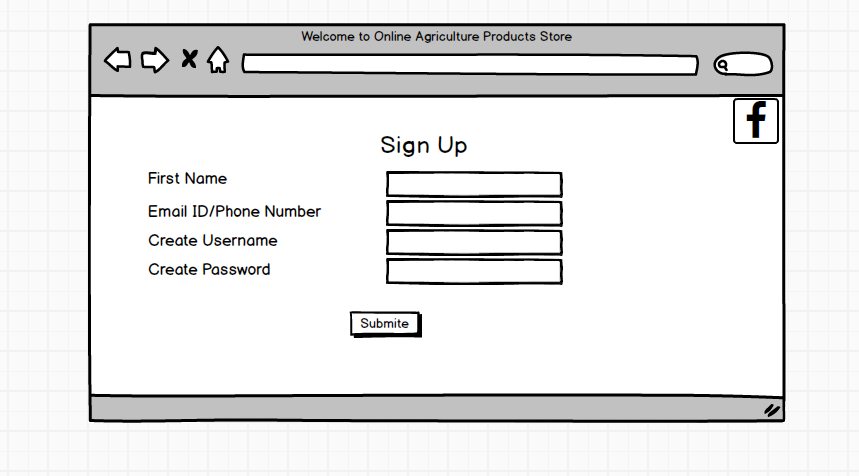 Welcome to Online Agriculture Products Store
f
Sign Up
First Name
Email ID/Phone Number
Create Username
Create Password
Submite